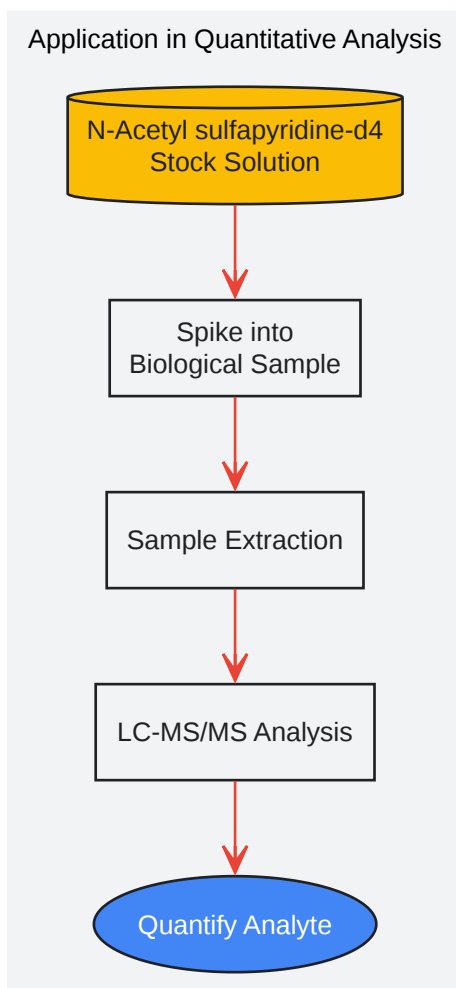 Application in Quantitative Analysis
N-Acetyl sulfapyridine-d4
Stock Solution
Spike into
Biological Sample
Sample Extraction
LC-MS/MS Analysis
Quantify Analyte